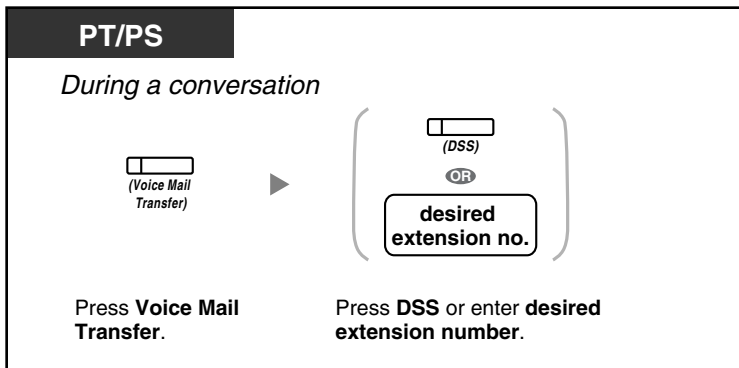 PT/PS
During a conversation
(Voice Mail
Transfer)
(DSS)
OR
desired
extension no.
Press Voice Mail
Transfer.
Press DSS or enter desired
extension number.